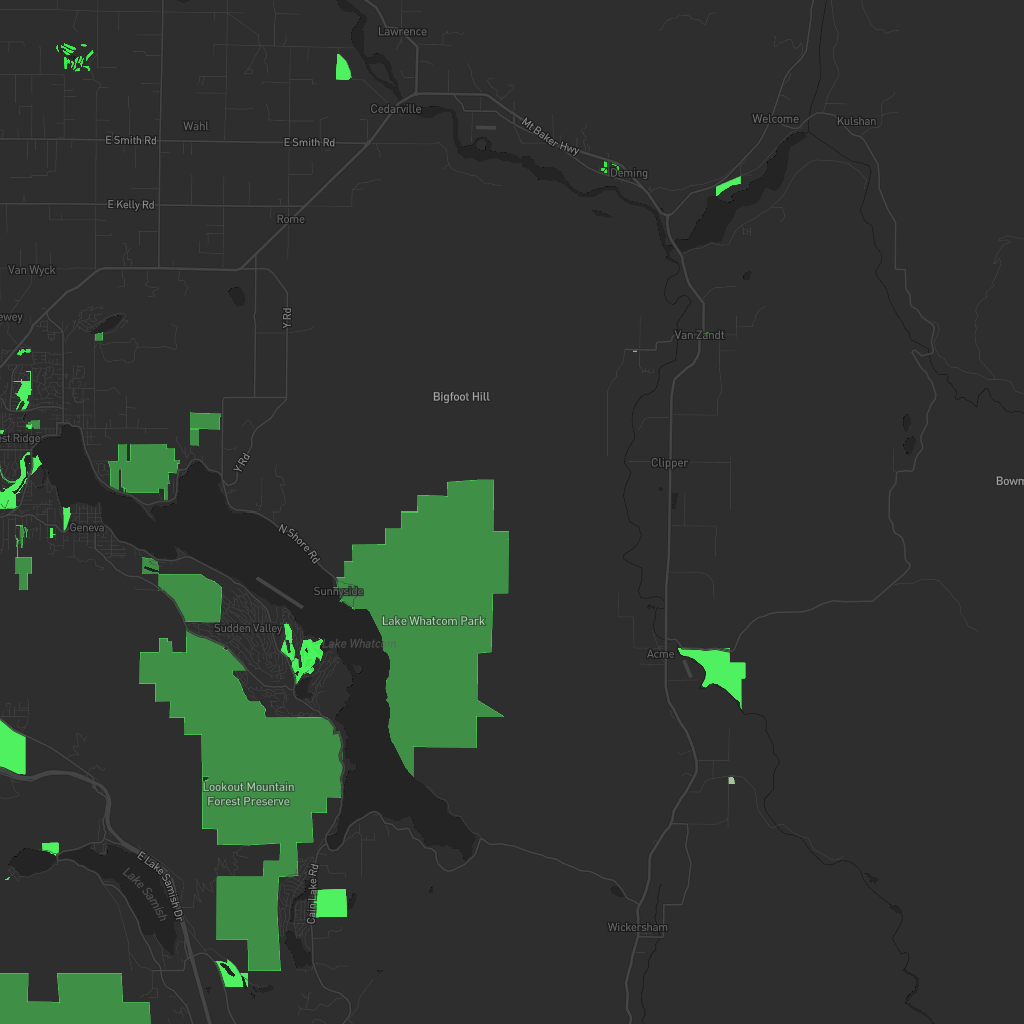 Lawrence
Cedarville
Mt Baker Hwy
Welcome
Kulshan
Wahl
E Smith Rd
E Smith Rd
Deming
E Kelly Rd
Rome
Van Wyck
ewey
Y Rd
Van Zandt
Bigfoot Hill
est Ridge
Y Rd
Clipper
Bowm
Geneva
N Shore Rd
Sunnyside
Lake Whatcom Park
Sudden Valley
Lake Whatcom
Acme
Lookout Mountain
Forest Preserve
E Lake Samish Dr
Lake Samish
Cain Lake Rd
Wickersham